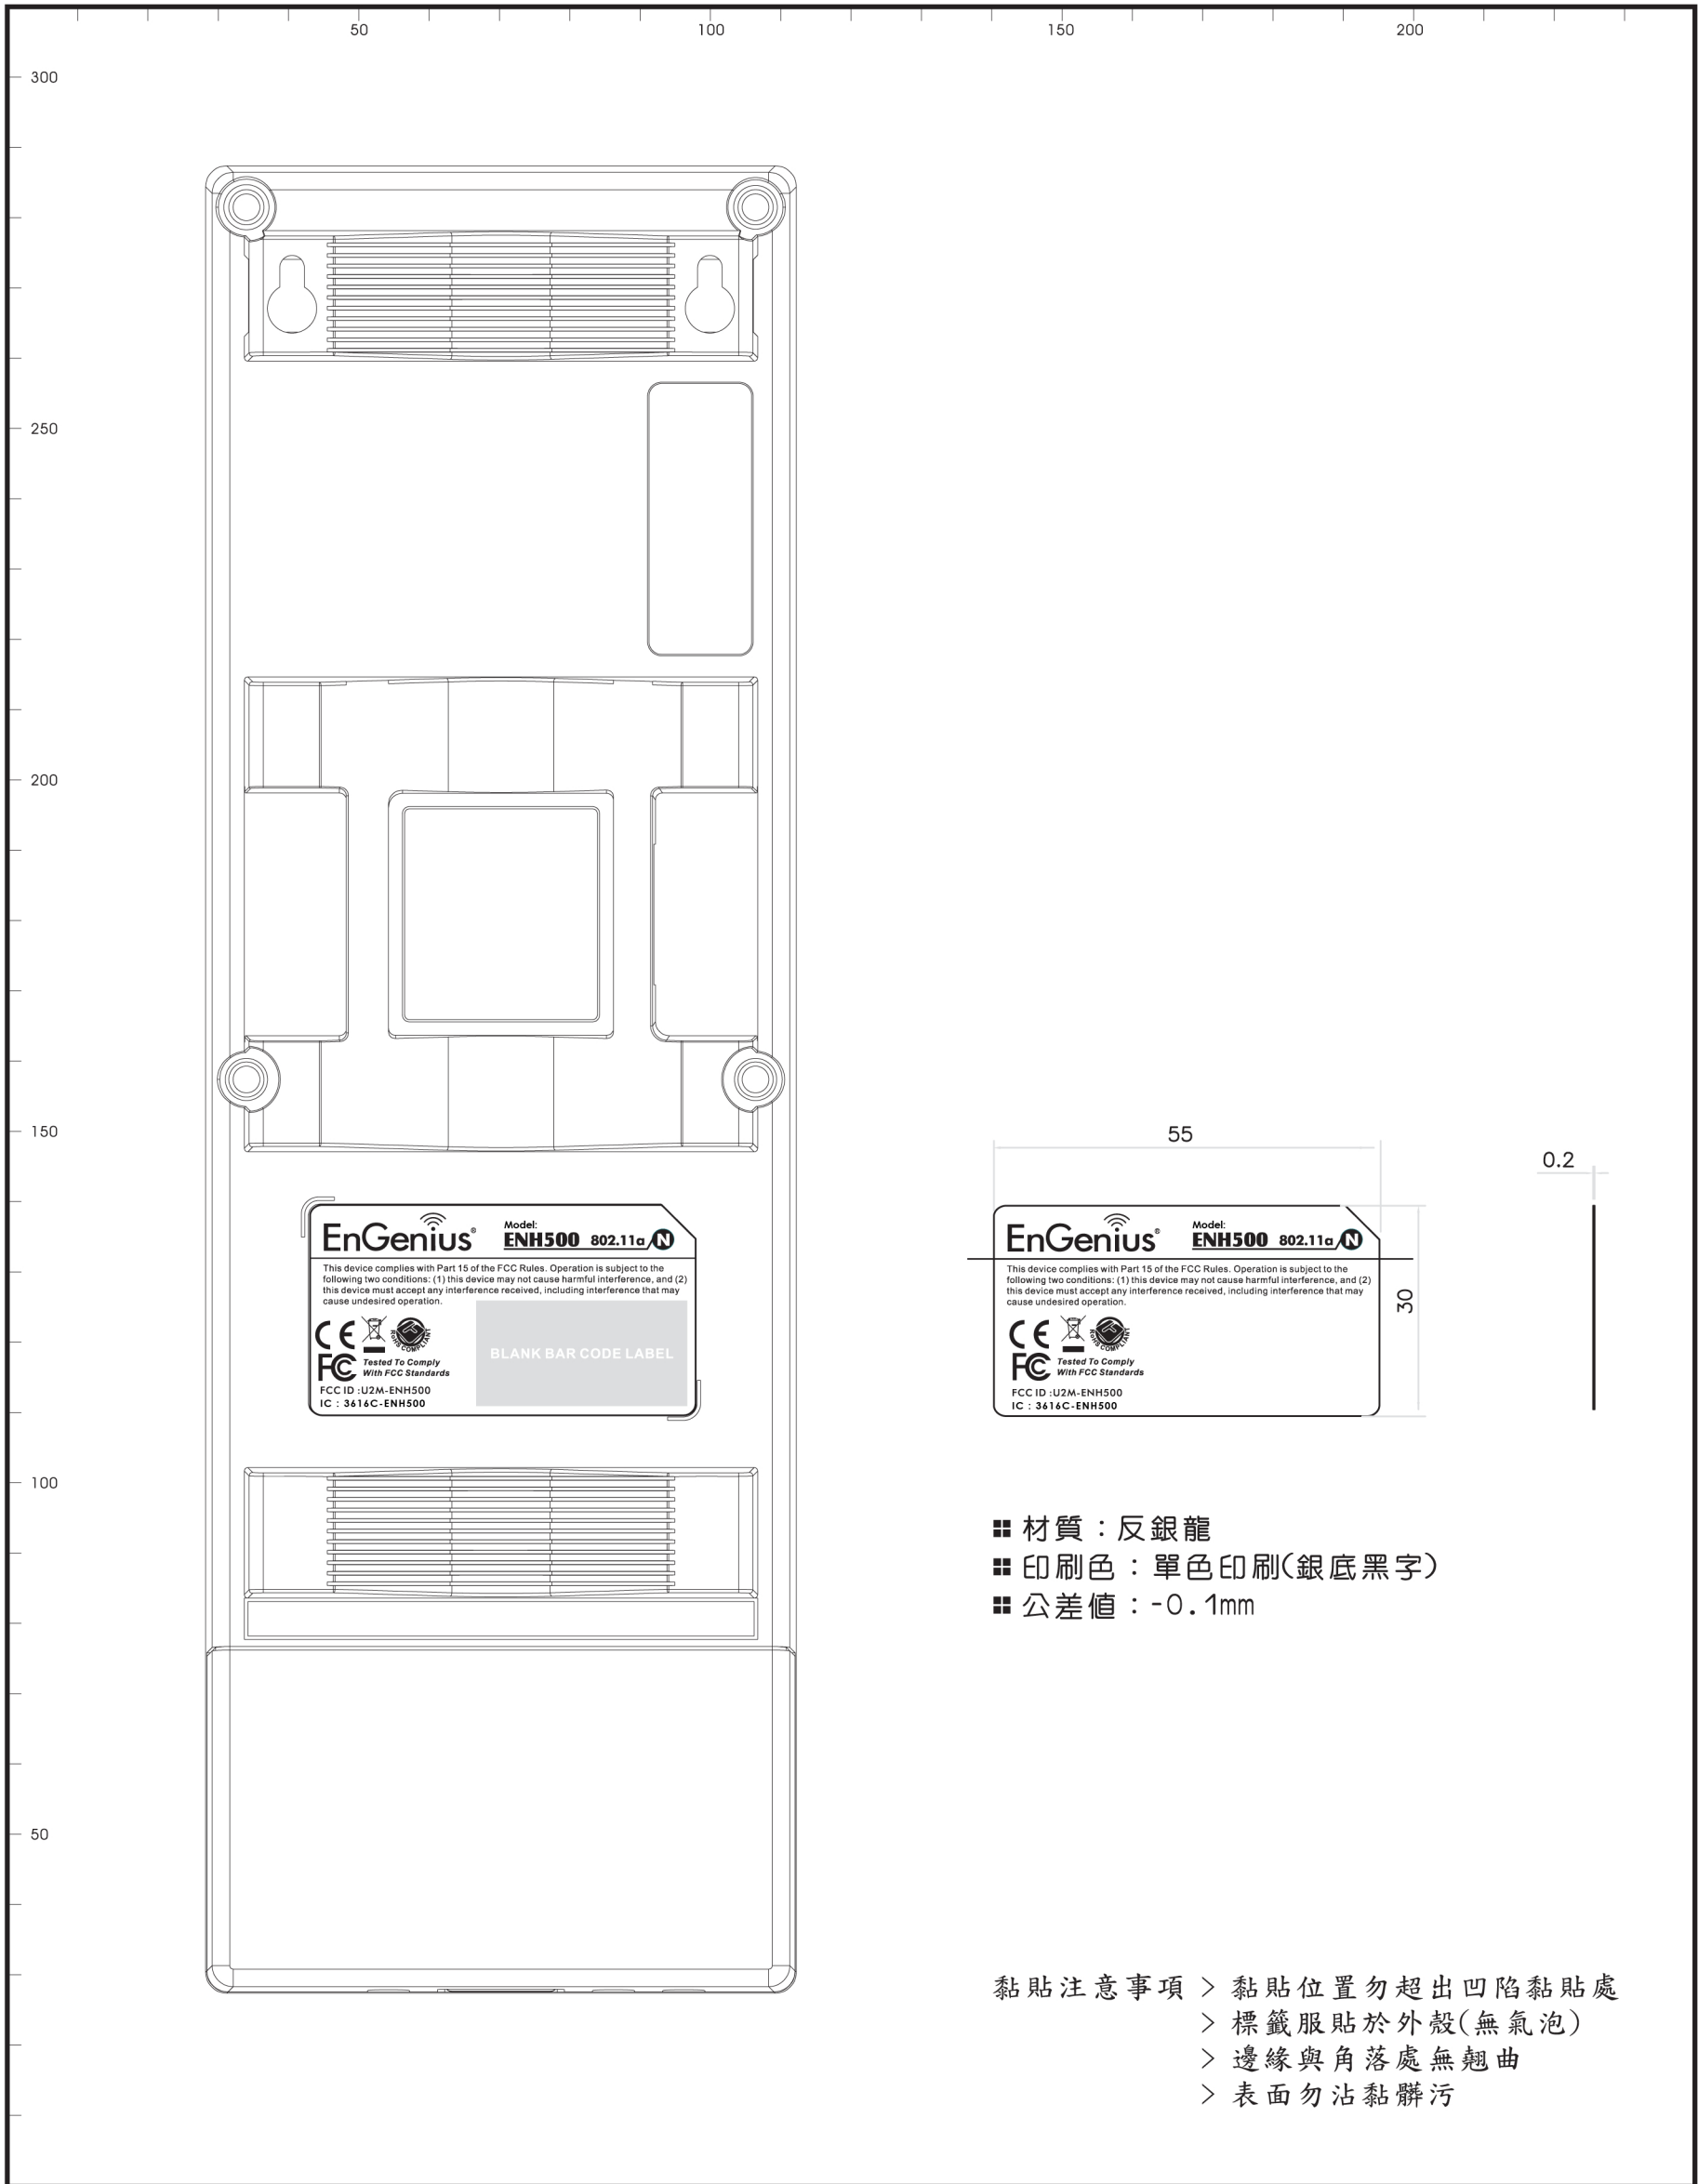 50
100
150
200
300
250
200
150
100
50
EnGenius®
Model:
ENH500 802.11a N
This device complies with Part 15 of the FCC Rules. Operation is subject to the
following two conditions: (1) this device may not cause harmful interference, and (2)
this device must accept any interference received, including interference that may
cause undesired operation.
CE
RoHS COMPLIANT
FC
Tested To Comply
With FCC Standards
BLANK BAR CODE LABEL
FCC ID :U2M-ENH500
IC : 3616C-ENH500
55
0.2
30
EnGenius®
Model:
ENH500 802.11a N
This device complies with Part 15 of the FCC Rules. Operation is subject to the
following two conditions: (1) this device may not cause harmful interference, and (2)
this device must accept any interference received, including interference that may
cause undesired operation.
CE
RoHS COMPLIANT
FC
Tested To Comply
With FCC Standards
FCC ID :U2M-ENH500
IC : 3616C-ENH500
材質：反銀龍
印刷色：單色印刷(銀底黑字)
公差值：-0.1mm
黏貼注意事項 > 黏貼位置勿超出凹陷黏貼處
> 標籤服貼於外殼(無氣泡)
> 邊緣與角落處無翹曲
> 表面勿沾黏髒污